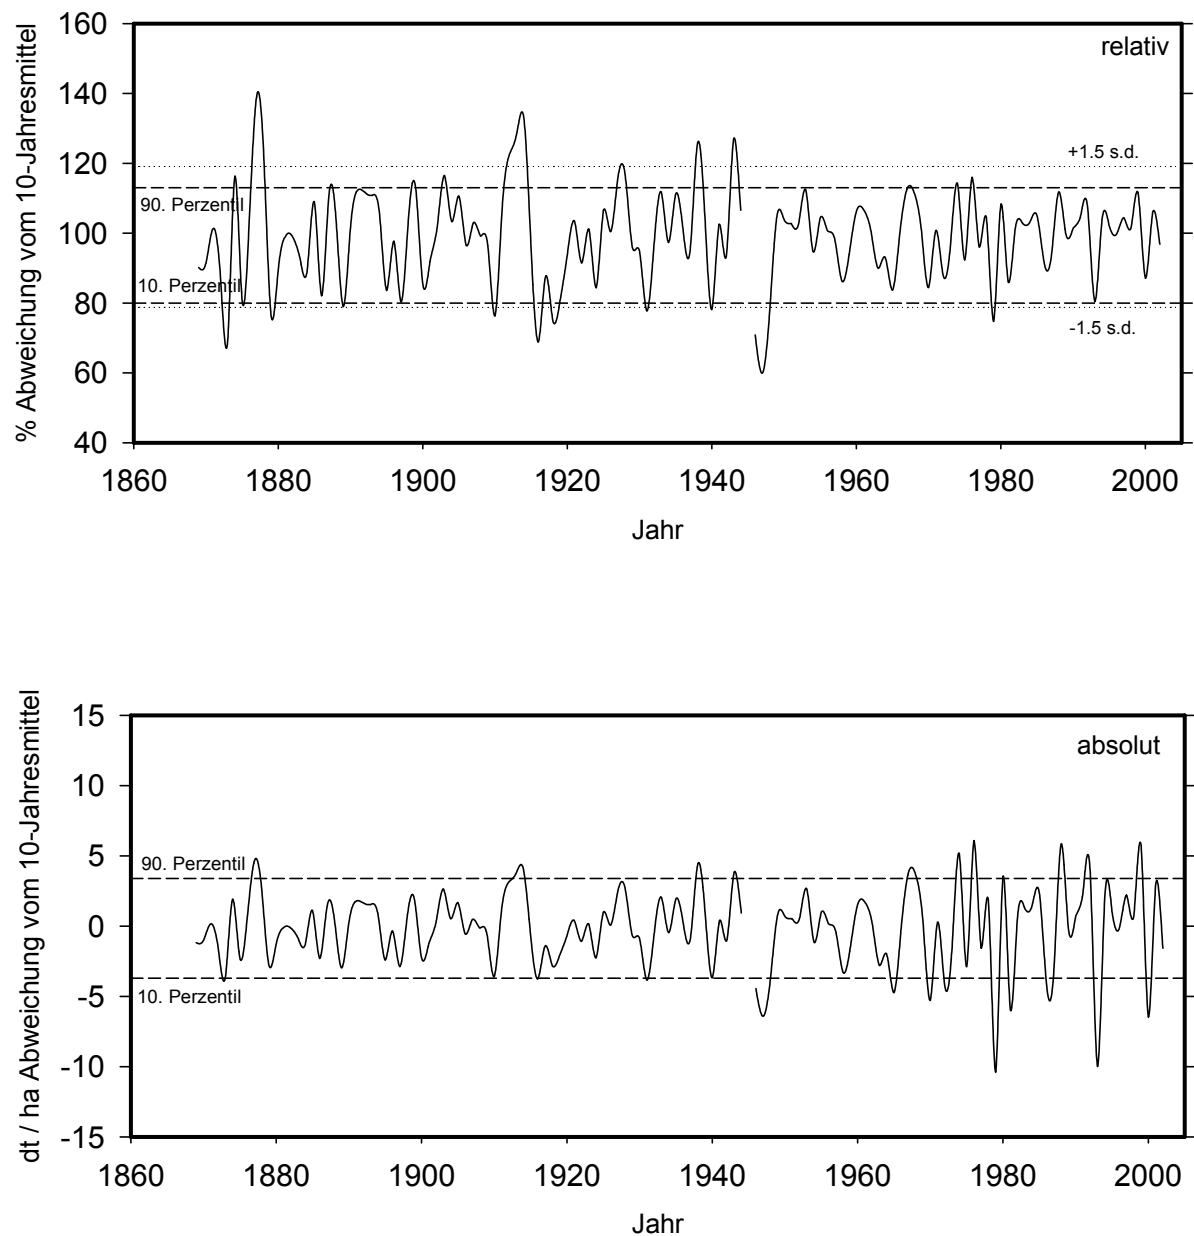 % Abweichung vom 10-Jahresmittel
160
140
120
100
80
60
40
relativ
+1.5 s.d.
90. Perzentil
10. Perzentil
-1.5 s.d.
1860 1880 1900 1920 1940 1960 1980 2000
Jahr
dt / ha Abweichung vom 10-Jahresmittel
15
10
5
0
-5
-10
-15
absolut
90. Perzentil
10. Perzentil
1860 1880 1900 1920 1940 1960 1980 2000
Jahr